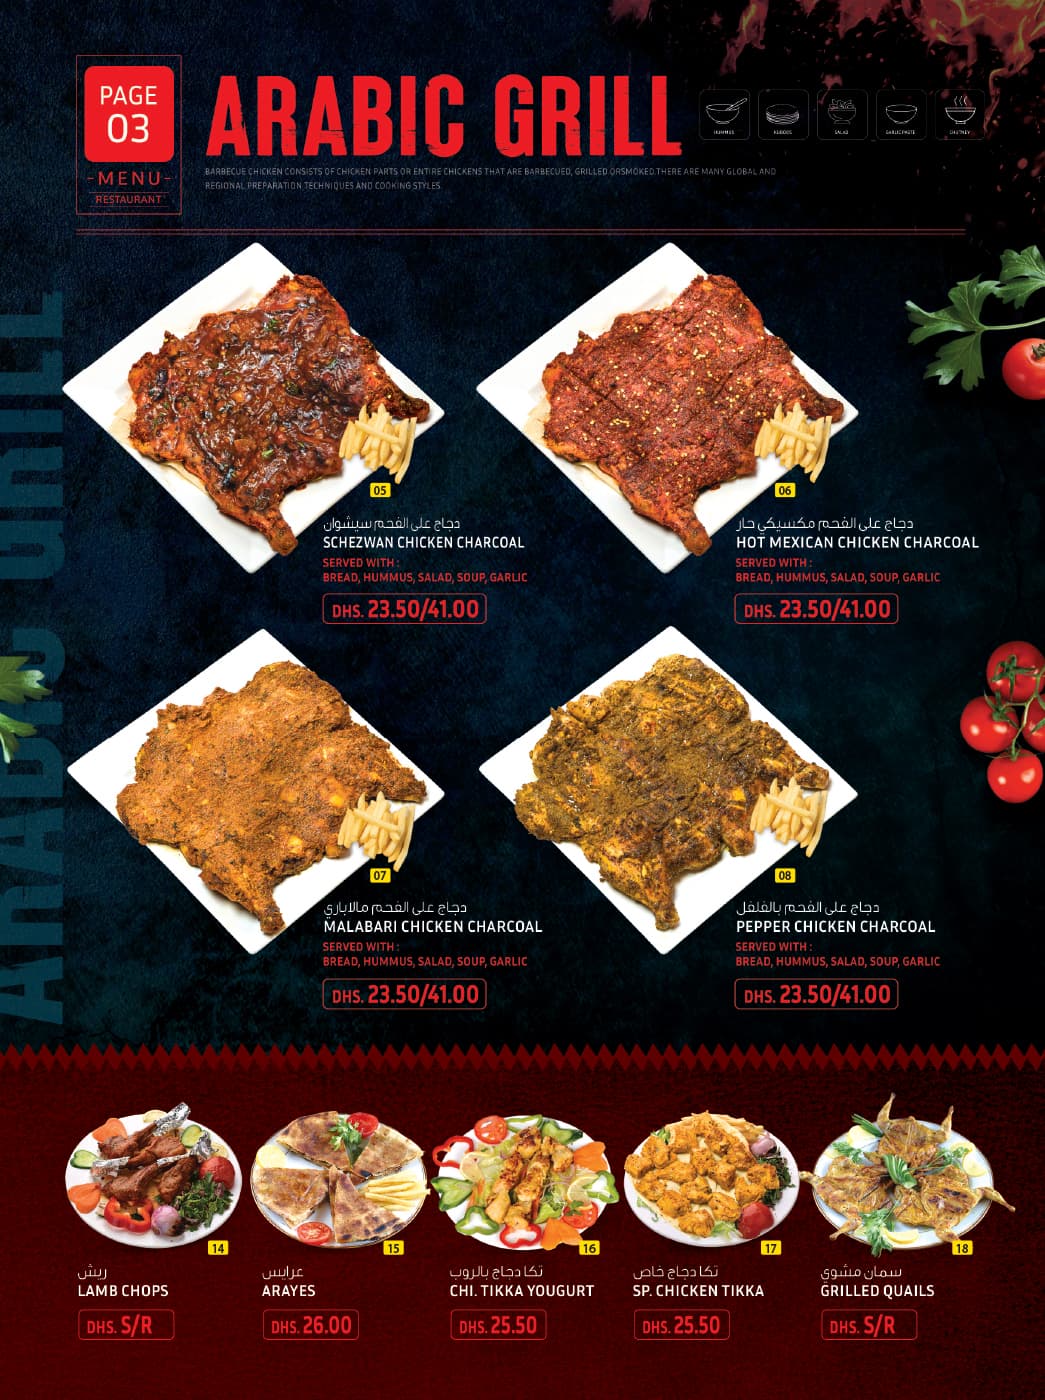 PAGE
03
-MENU-
RESTAURANT
ARABIC GRILL
HUMMUS
KUBOOS
SALAD
GARLIC PASTE
CHUTNEY
BARBECUE CHICKEN CONSISTS OF CHICKEN PARTS OR ENTIRE CHICKENS THAT ARE BARBECUED, GRILLED ORSMOKED.THERE ARE MANY GLOBAL AND
REGIONAL PREPARATION TECHNIQUES AND COOKING STYLES.
ARABIC GRILL
05
دجاج على الفحم سيشوان
SCHEZWAN CHICKEN CHARCOAL
SERVED WITH :
BREAD, HUMMUS, SALAD, SOUP, GARLIC
DHS. 23.50/41.00
06
دجاج على الفحم مكسيكي حار
HOT MEXICAN CHICKEN CHARCOAL
SERVED WITH :
BREAD, HUMMUS, SALAD, SOUP, GARLIC
DHS. 23.50/41.00
07
دجاج على الفحم مالاباري
MALABARI CHICKEN CHARCOAL
SERVED WITH :
BREAD, HUMMUS, SALAD, SOUP, GARLIC
DHS. 23.50/41.00
08
دجاج على الفحم بالفلفل
PEPPER CHICKEN CHARCOAL
SERVED WITH :
BREAD, HUMMUS, SALAD, SOUP, GARLIC
DHS. 23.50/41.00
14
ريش
LAMB CHOPS
DHS. S/R
15
عرايس
ARAYES
DHS. 26.00
16
تكا دجاج بالروب
CHI. TIKKA YOUGURT
DHS. 25.50
17
تكا دجاج خاص
SP. CHICKEN TIKKA
DHS. 25.50
18
سمان مشوي
GRILLED QUAILS
DHS. S/R